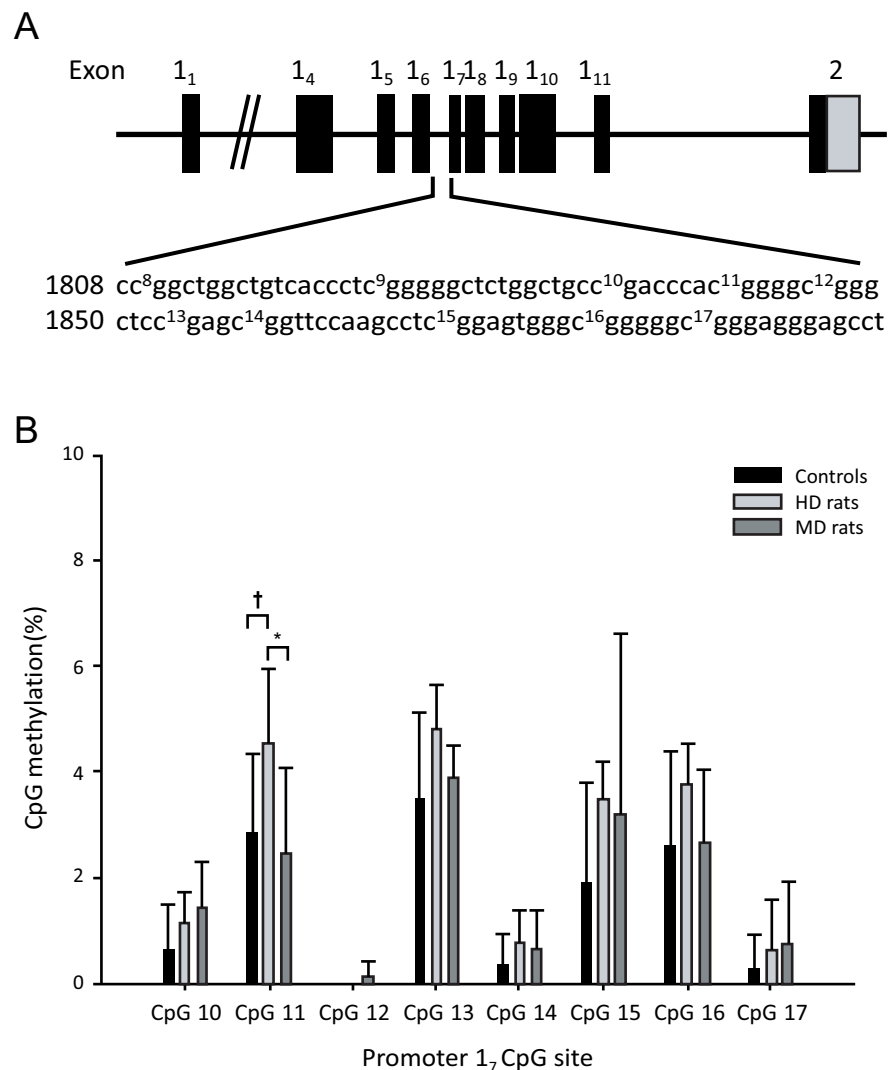 A
Exon 1₁ 1₄ 1₅ 1₆ 1₇ 1₈ 1₉ 1₁₀ 1₁₁ 2
1808 cc⁸ggctggctgtcaccctc⁹gggggctctggctgcc¹⁰gacccac¹¹ggggc¹²ggg
1850 ctcc¹³gagc¹⁴ggttccaagcctc¹⁵ggagtgggc¹⁶gggggc¹⁷gggagggagcct
B
10
8
6
4
2
0
CpG methylation(%)
Controls
HD rats
MD rats
†
*
CpG 10 CpG 11 CpG 12 CpG 13 CpG 14 CpG 15 CpG 16 CpG 17
Promoter 1₇ CpG site